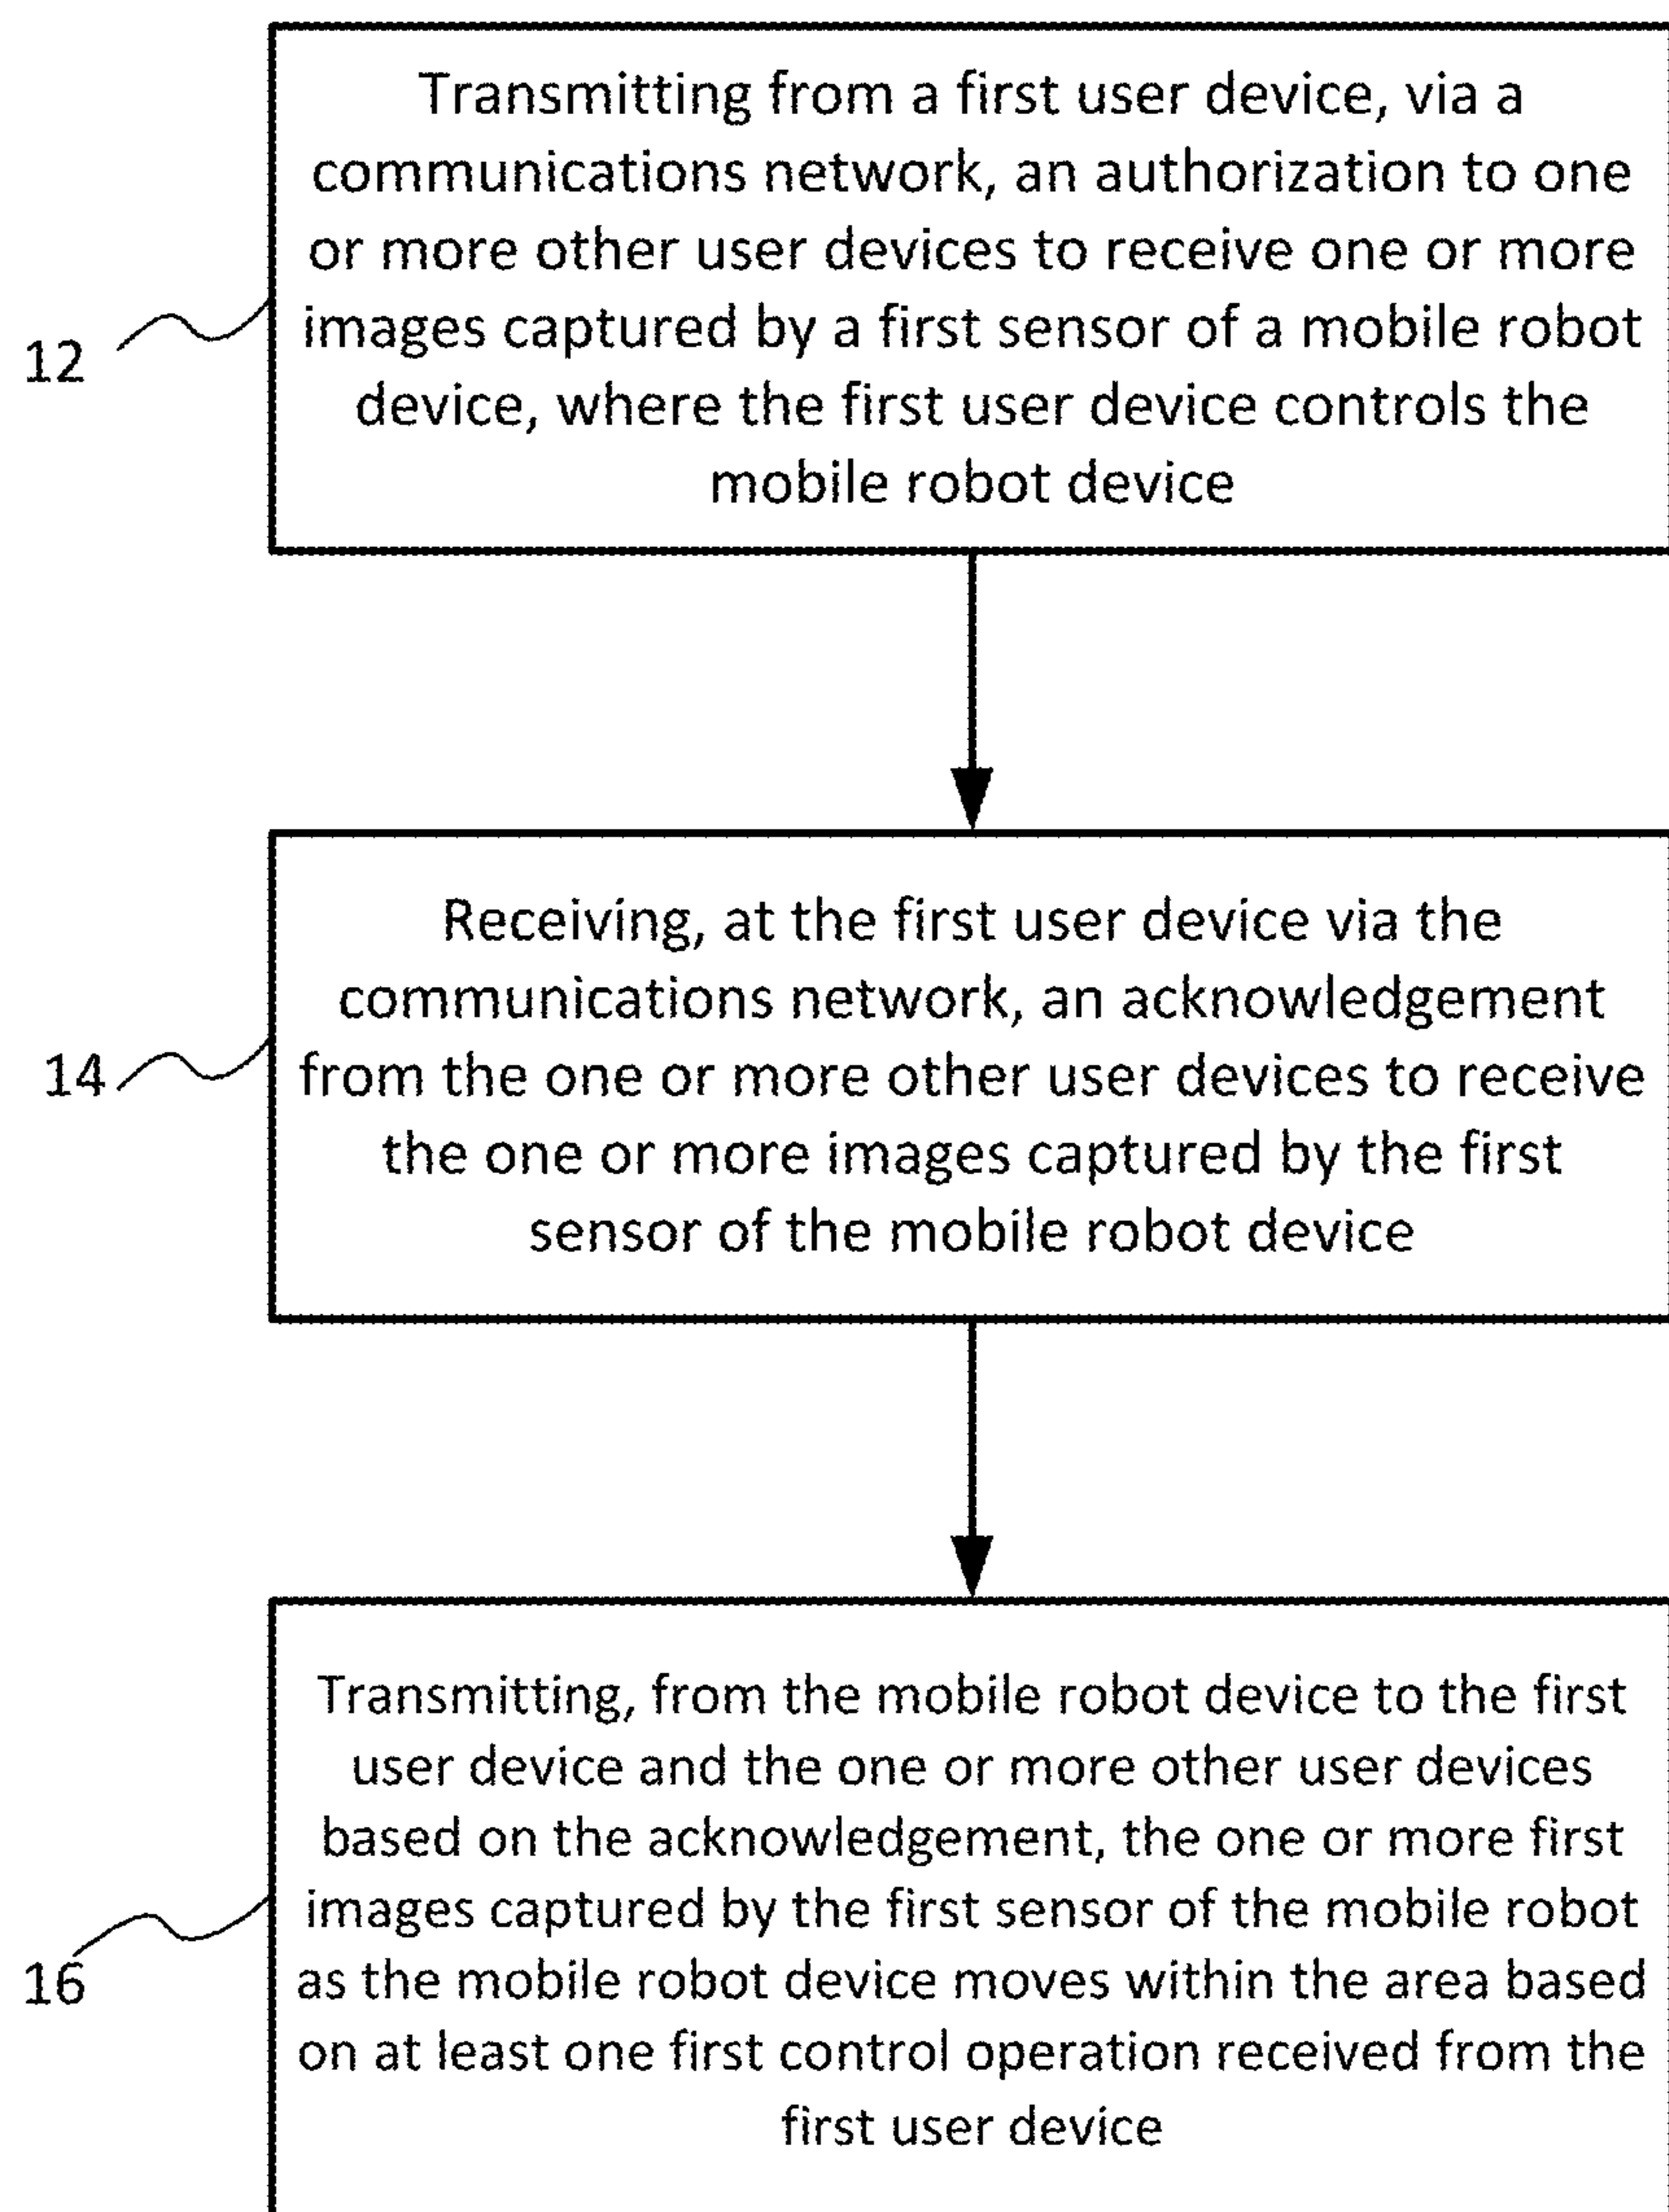 Transmitting from a first user device, via a
communications network, an authorization to one
or more other user devices to receive one or more
images captured by a first sensor of a mobile robot
device, where the first user device controls the
mobile robot device
12
Receiving, at the first user device via the
communications network, an acknowledgement
from the one or more other user devices to receive
the one or more images captured by the first
sensor of the mobile robot device
14
Transmitting, from the mobile robot device to the first
user device and the one or more other user devices
based on the acknowledgement, the one or more first
images captured by the first sensor of the mobile robot
as the mobile robot device moves within the area based
on at least one first control operation received from the
first user device
16